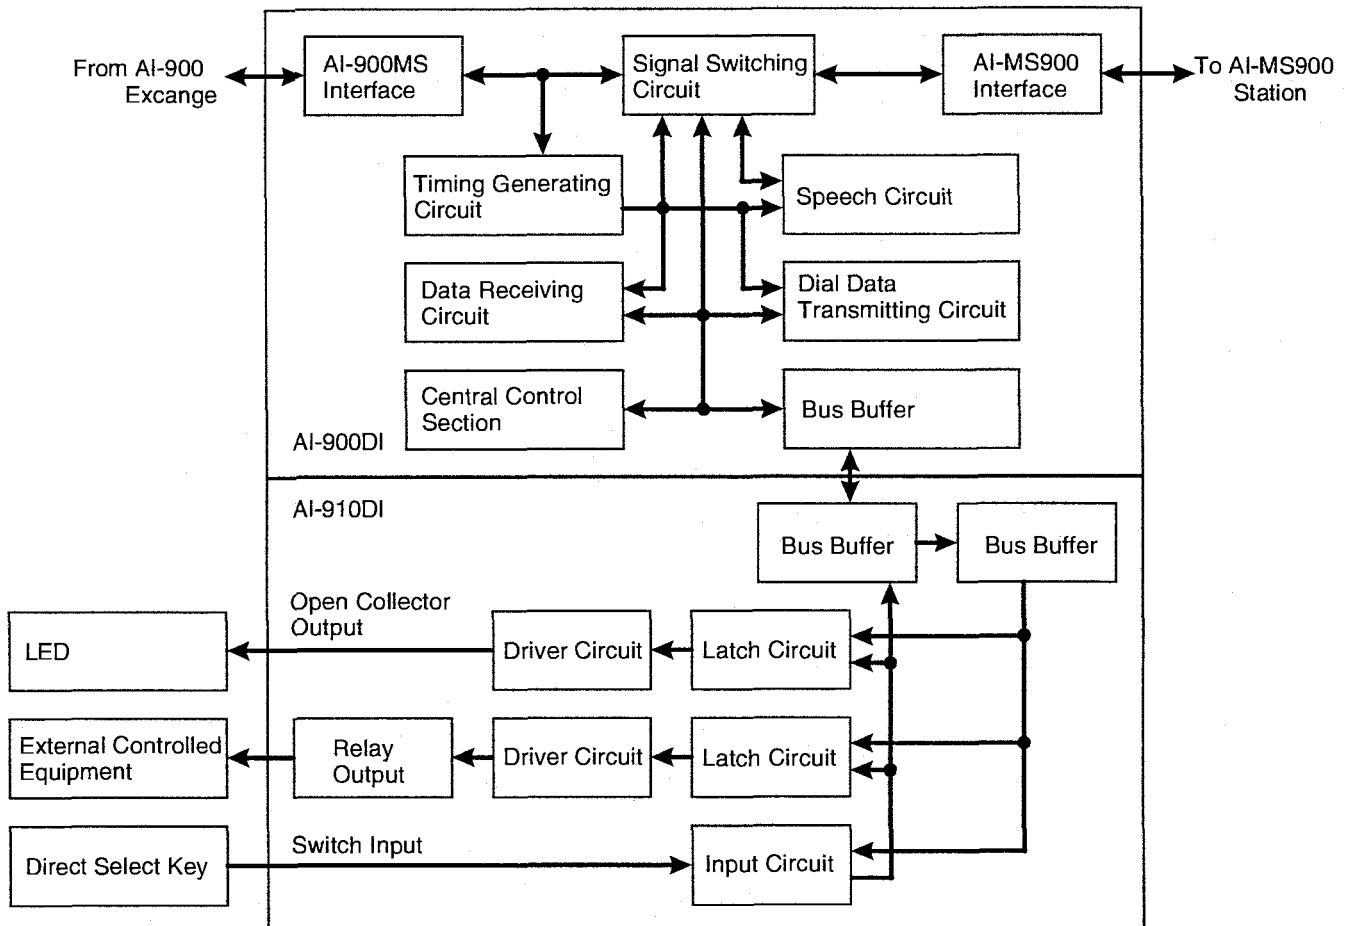 From AI-900
Excange
AI-900MS
Interface
Signal Switching
Circuit
AI-MS900
Interface
To AI-MS900
Station
Timing Generating
Circuit
Speech Circuit
Data Receiving
Circuit
Dial Data
Transmitting Circuit
Central Control
Section
Bus Buffer
AI-900DI
AI-910DI
Bus Buffer
Bus Buffer
Open Collector
Output
LED
Driver Circuit
Latch Circuit
External Controlled
Equipment
Relay
Output
Driver Circuit
Latch Circuit
Switch Input
Direct Select Key
Input Circuit